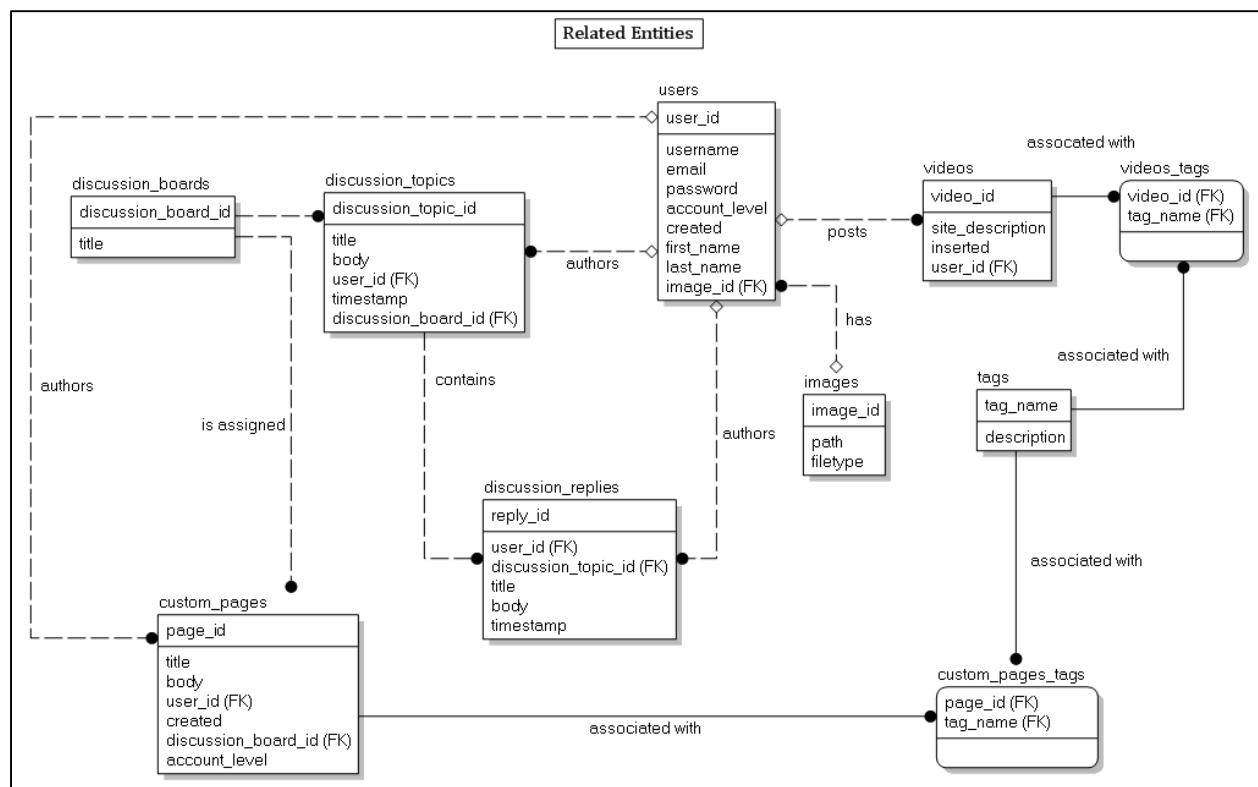 Related Entities
users
user_id
username
email
password
account_level
created
first_name
last_name
image_id (FK)
discussion_boards
discussion_board_id
title
discussion_topics
discussion_topic_id
title
body
user_id (FK)
timestamp
discussion_board_id (FK)
authors
posts
videos
video_id
site_description
inserted
user_id (FK)
assocated with
videos_tags
video_id (FK)
tag_name (FK)
has
images
image_id
path
filetype
associated with
tags
tag_name
description
authors
is assigned
contains
authors
discussion_replies
reply_id
user_id (FK)
discussion_topic_id (FK)
title
body
timestamp
associated with
custom_pages
page_id
title
body
user_id (FK)
created
discussion_board_id (FK)
account_level
associated with
custom_pages_tags
page_id (FK)
tag_name (FK)